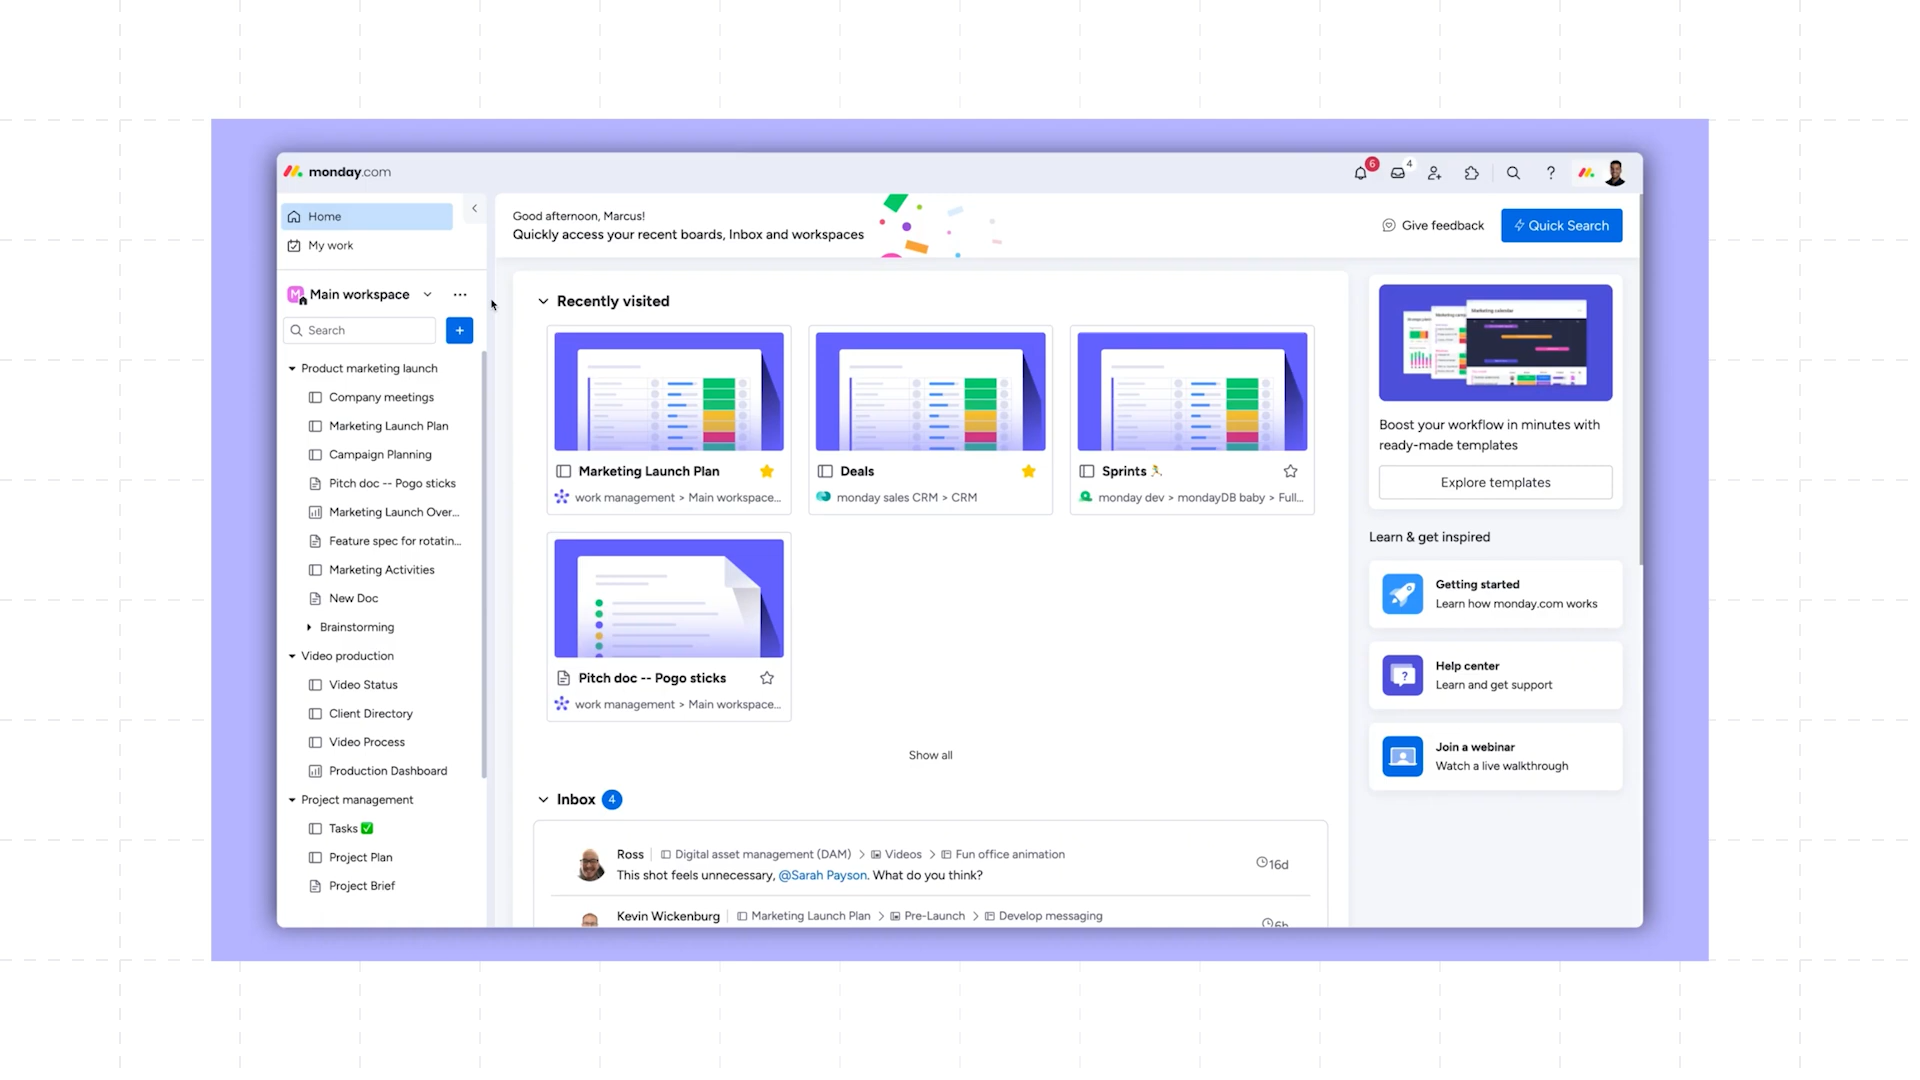 monday.com
6
4
Home
My work
Good afternoon, Marcus!
Quickly access your recent boards, Inbox and workspaces
Give feedback
Quick Search
M
Main workspace
Search
+
Product marketing launch
Company meetings
Marketing Launch Plan
Campaign Planning
Pitch doc -- Pogo sticks
Marketing Launch Over...
Feature spec for rotatin...
Marketing Activities
New Doc
Brainstorming
Video production
Video Status
Client Directory
Video Process
Production Dashboard
Project management
Tasks ✅
Project Plan
Project Brief
Recently visited
Marketing Launch Plan
work management > Main workspace...
Deals
monday sales CRM > CRM
Sprints 🏃
monday dev > mondayDB baby > Full...
Pitch doc -- Pogo sticks
work management > Main workspace...
Show all
Inbox 4
Ross
Digital asset management (DAM) > Videos > Fun office animation
This shot feels unnecessary, @Sarah Payson. What do you think?
16d
Kevin Wickenburg
Marketing Launch Plan > Pre-Launch > Develop messaging
6h
Marketing calendar
Boost your workflow in minutes with
ready-made templates
Explore templates
Learn & get inspired
Getting started
Learn how monday.com works
Help center
Learn and get support
Join a webinar
Watch a live walkthrough